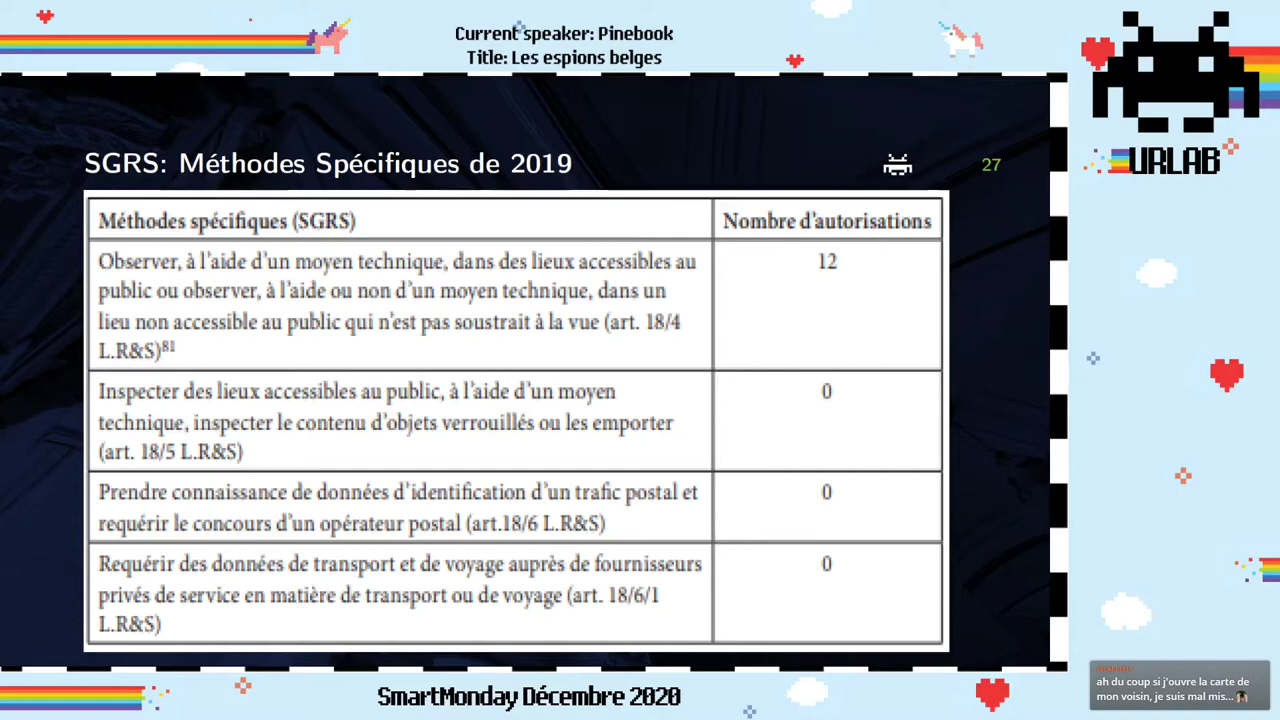 Current speaker: Pinebook
Title: Les espions belges
URLAB
SGRS: Méthodes Spécifiques de 2019
27
Méthodes spécifiques (SGRS)
Nombre d'autorisations
Observer, à l'aide d'un moyen technique, dans des lieux accessibles au
public ou observer, à l'aide ou non d'un moyen technique, dans un
lieu non accessible au public qui n'est pas soustrait à la vue (art. 18/4
L.R&S)81
12
Inspecter des lieux accessibles au public, à l'aide d'un moyen
technique, inspecter le contenu d'objets verrouillés ou les emporter
(art. 18/5 L.R&S)
0
Prendre connaissance de données d'identification d'un trafic postal et
requérir le concours d'un opérateur postal (art.18/6 L.R&S)
0
Requérir des données de transport et de voyage auprès de fournisseurs
privés de service en matière de transport ou de voyage (art. 18/6/1
L.R&S)
0
SmartMonday Décembre 2020
ah du coup si j'ouvre la carte de
mon voisin, je suis mal mis...